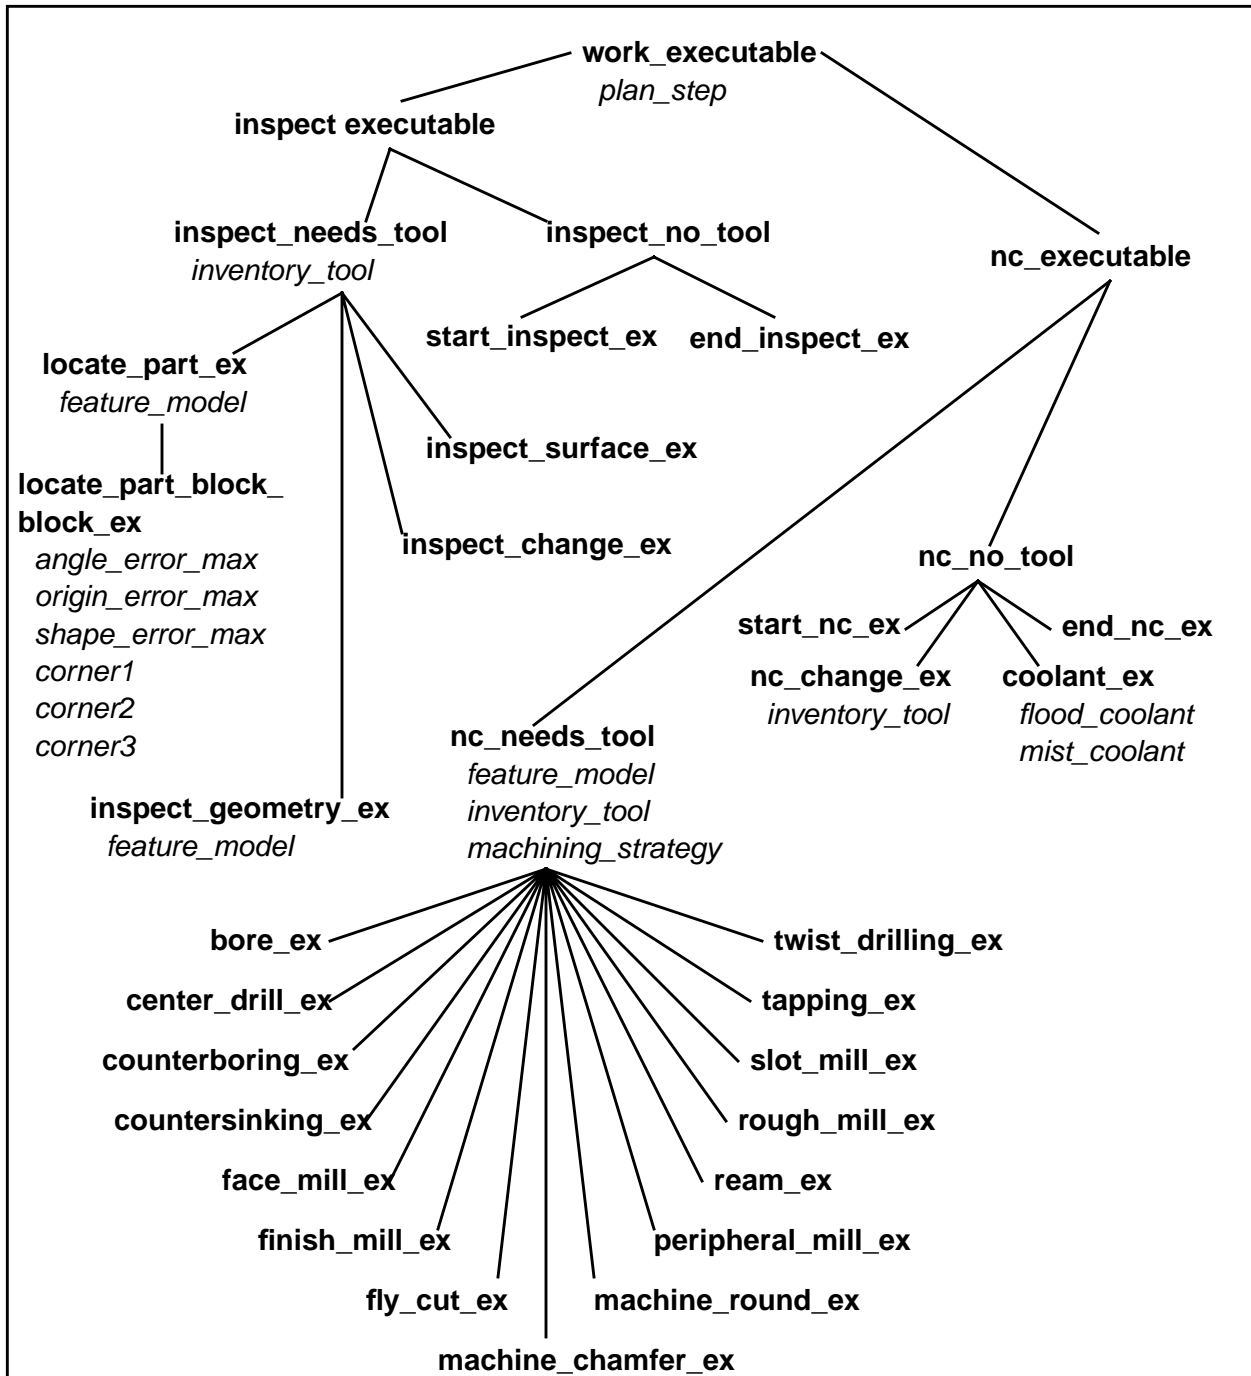 work_executable
plan_step
inspect executable
inspect_needs_tool
inventory_tool
inspect_no_tool
nc_executable
start_inspect_ex
end_inspect_ex
locate_part_ex
feature_model
inspect_surface_ex
locate_part_block_
block_ex
angle_error_max
origin_error_max
shape_error_max
corner1
corner2
corner3
inspect_change_ex
nc_no_tool
start_nc_ex
end_nc_ex
nc_change_ex
inventory_tool
coolant_ex
flood_coolant
mist_coolant
nc_needs_tool
feature_model
inventory_tool
machining_strategy
inspect_geometry_ex
feature_model
bore_ex
twist_drilling_ex
center_drill_ex
tapping_ex
counterboring_ex
slot_mill_ex
countersinking_ex
rough_mill_ex
face_mill_ex
ream_ex
finish_mill_ex
peripheral_mill_ex
fly_cut_ex
machine_round_ex
machine_chamfer_ex